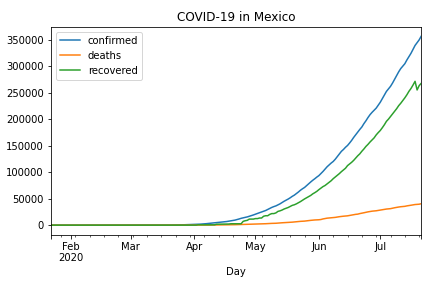 COVID-19 in Mexico
confirmed
deaths
recovered
350000
300000
250000
200000
150000
100000
50000
0
Feb Mar Apr May Jun Jul
2020
Day